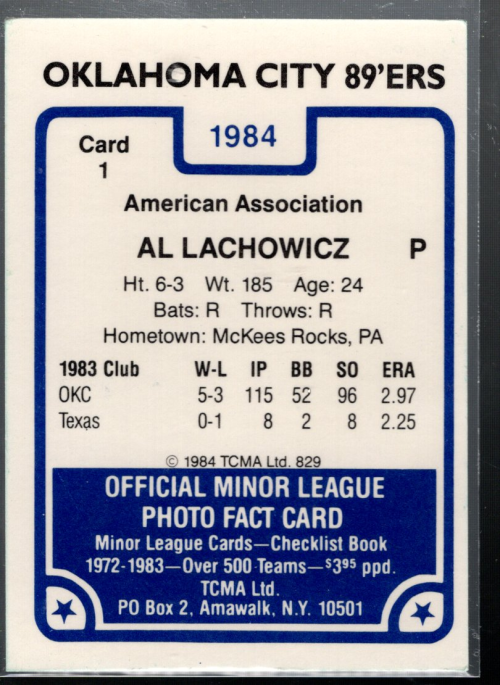 OKLAHOMA CITY 89'ERS
1984
Card
1
American Association
AL LACHOWICZ P
Ht. 6-3 Wt. 185 Age: 24
Bats: R Throws: R
Hometown: McKees Rocks, PA
1983 Club W-L IP BB SO ERA
OKC 5-3 115 52 96 2.97
Texas 0-1 8 2 8 2.25
© 1984 TCMA Ltd. 829
OFFICIAL MINOR LEAGUE
PHOTO FACT CARD
Minor League Cards—Checklist Book
1972-1983—Over 500 Teams—$3.95 ppd.
TCMA Ltd.
PO Box 2, Amawalk, N.Y. 10501